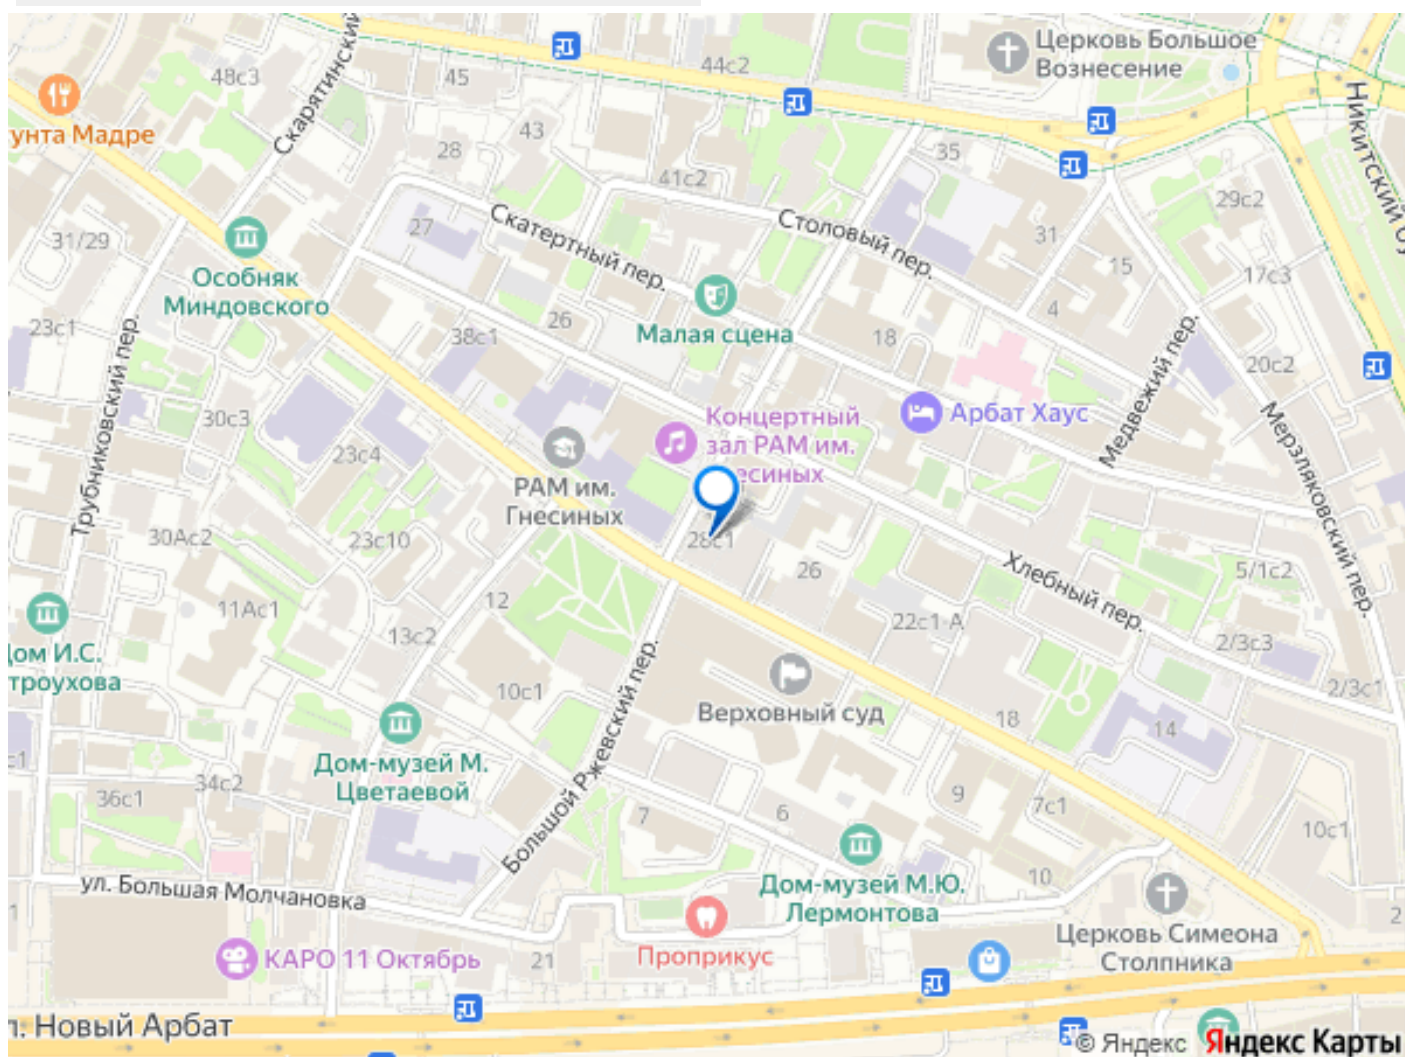 Церковь Большое
Вознесение
44с2
48с3
45
Скарятинский
унта Мадре
43
28
35
41с2
Никитский бу
29с2
27
Скатертный пер.
Столовый пер.
31
31/29
15
17с3
Особняк
Миндовского
4
23с1
38с1
26
Малая сцена
18
20с2
Трубниковский пер.
Медвежий пер.
Мерзляковский пер.
30с3
Концертный
зал РАМ им.
есиных
Арбат Хаус
23с4
РАМ им.
Гнесиных
30Ас2
23с10
28с1
26
Хлебный пер.
5/1с2
11Ас1
12
13с2
22с1-А
2/3с3
ом И.С.
троухова
10с1
Большой Ржевский пер.
Верховный суд
2/3с1
18
14
с1
Дом-музей М.
Цветаевой
34с2
36с1
7
6
9
7с1
10с1
Дом-музей М.Ю.
Лермонтова
10
ул. Большая Молчановка
1
2
Проприкус
Церковь Симеона
Столпника
КАРО 11 Октябрь
21
л. Новый Арбат
© Яндекс Яндекс Карты